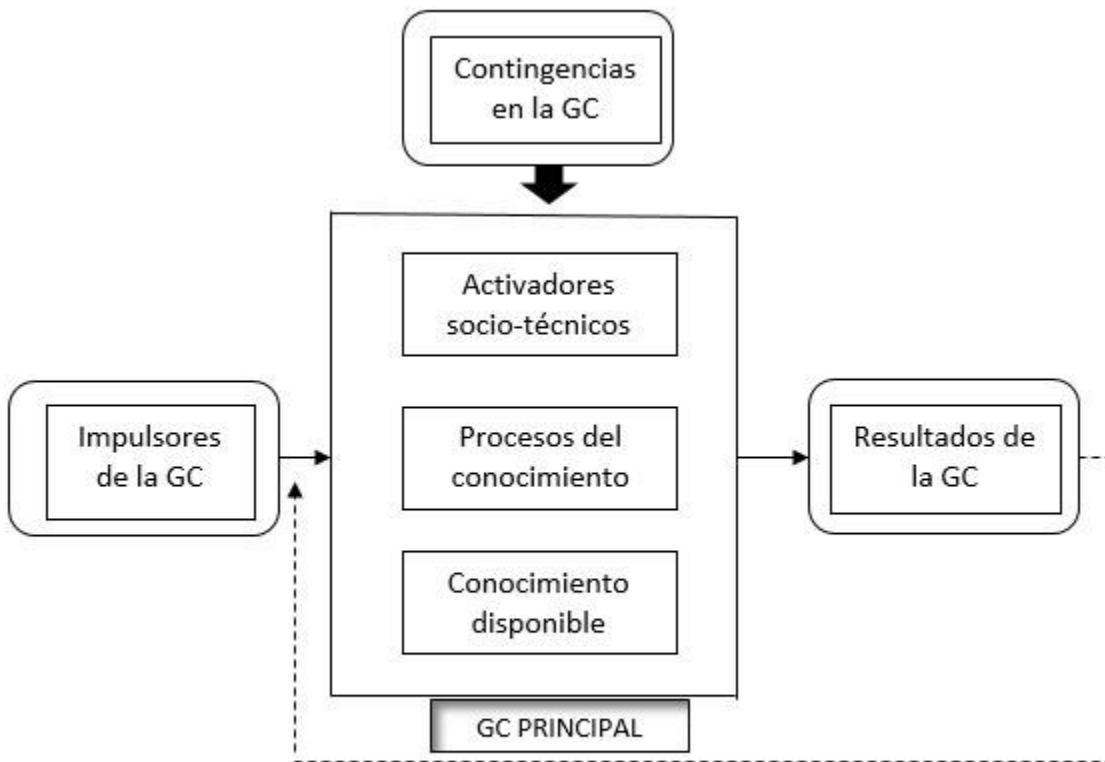 Contingencias
en la GC
Activadores
socio-técnicos
Impulsores
de la GC
Procesos del
conocimiento
Resultados de
la GC
Conocimiento
disponible
GC PRINCIPAL